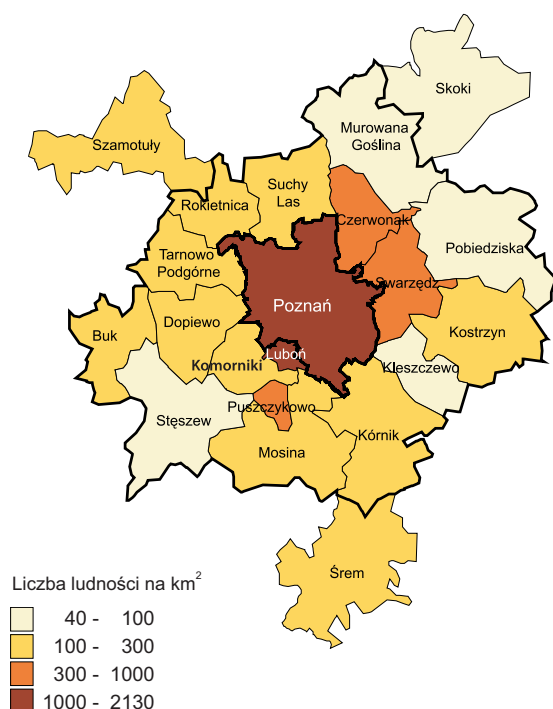 Skoki
Murowana
Goślina
Szamotuły
Suchy
Las
Rokietnica
Czerwonak
Tarnowo
Podgórne
Pobiedziska
Swarzędz
Poznań
Buk
Dopiewo
Kostrzyn
Luboń
Komorniki
Kleszczewo
Puszczykowo
Stęszew
Kórnik
Mosina
Śrem
Liczba ludności na km²
40 - 100
100 - 300
300 - 1000
1000 - 2130